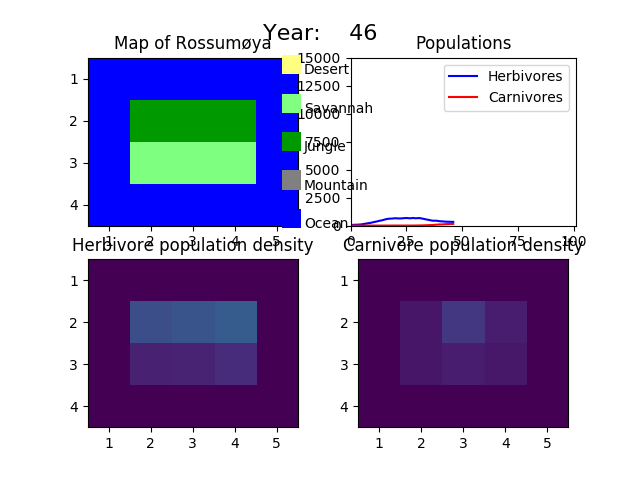 Year: 46
Map of Rossumøya
Populations
1
2
3
4
1 2 3 4 5
Desert
Savannah
Jungle
Mountain
Ocean
15000
12500
10000
7500
5000
2500
0
0 25 50 75 100
Herbivores
Carnivores
Herbivore population density
Carnivore population density
1
2
3
4
1 2 3 4 5
1
2
3
4
1 2 3 4 5